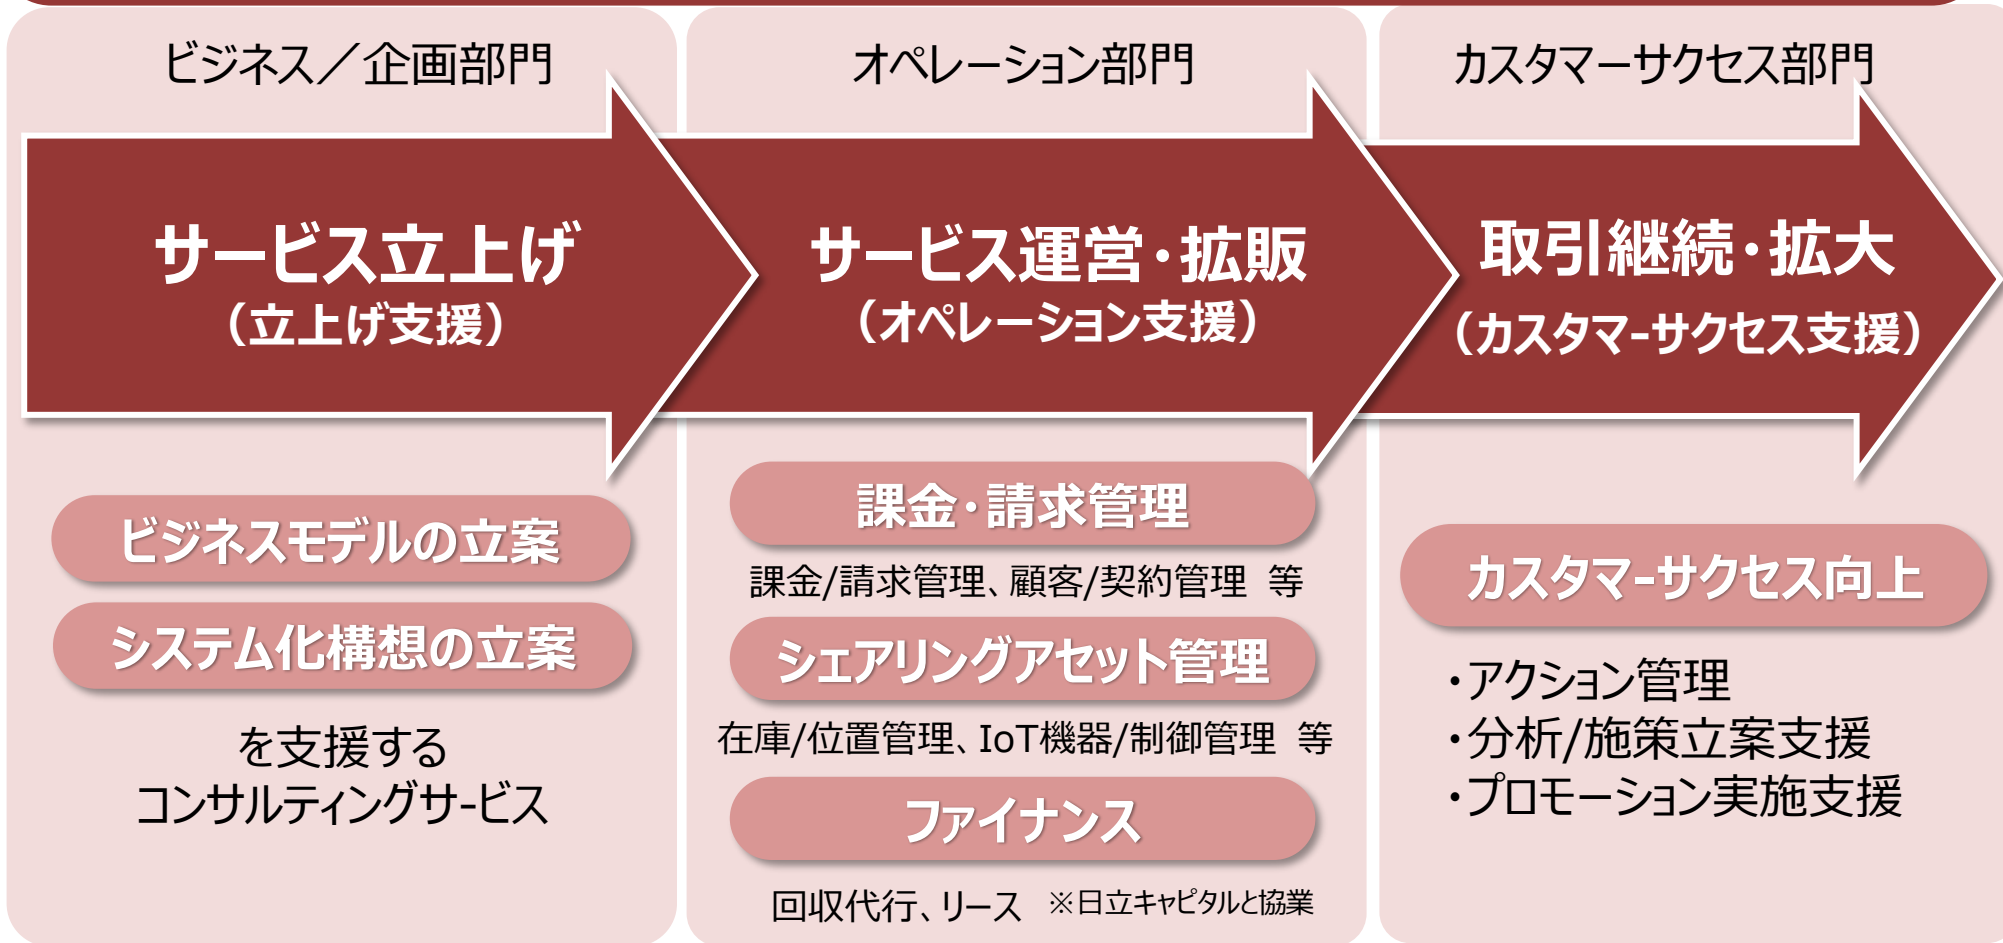 ビジネス／企画部門
サービス立上げ
（立上げ支援）
ビジネスモデルの立案
システム化構想の立案
を支援する
コンサルティングサービス
オペレーション部門
サービス運営・拡販
（オペレーション支援）
課金・請求管理
課金/請求管理、顧客/契約管理 等
シェアリングアセット管理
在庫/位置管理、IoT機器/制御管理 等
ファイナンス
回収代行、リース ※日立キャピタルと協業
カスタマーサクセス部門
取引継続・拡大
（カスタマーサクセス支援）
カスタマーサクセス向上
・アクション管理
・分析/施策立案支援
・プロモーション実施支援